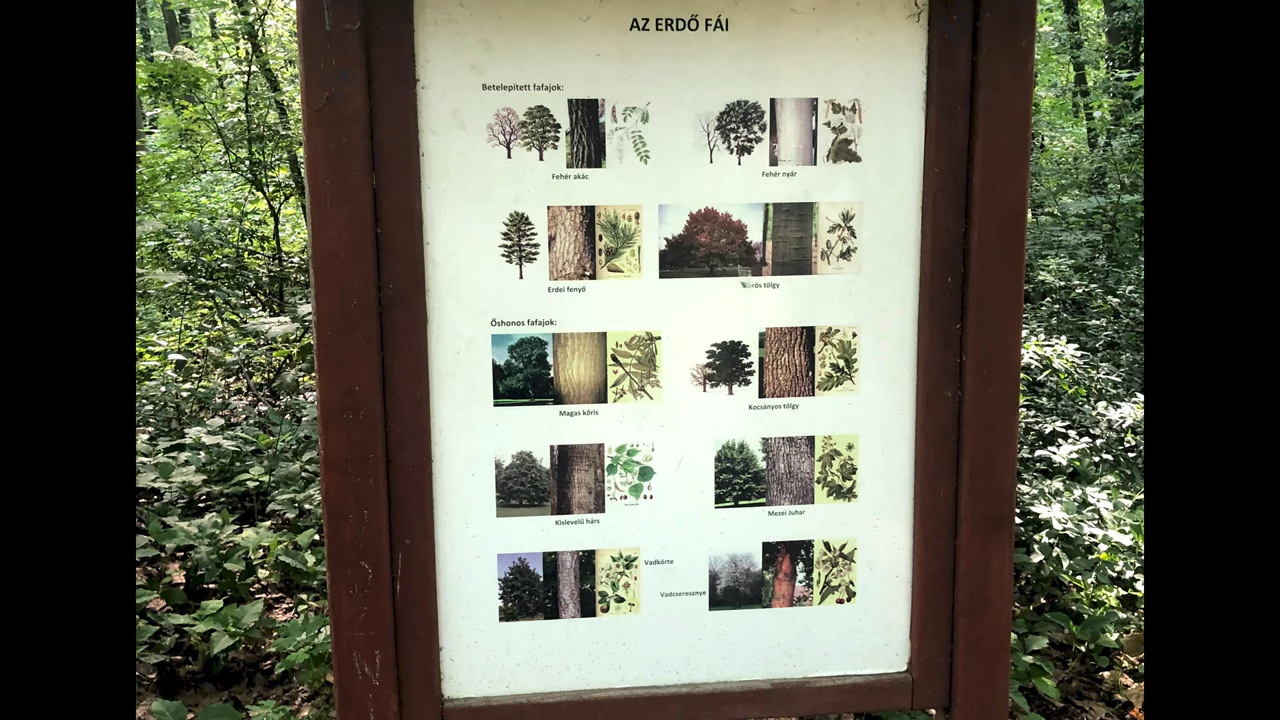 AZ ERDŐ FÁI
Betelepített fafajok:
Fehér akác
Fehér nyár
Erdei fenyő
tölgy
Őshonos fafajok:
Magas kőris
Kocsányos tölgy
Kislevelű hárs
Mezei Juhar
Vadkörte
Vadcseresznye